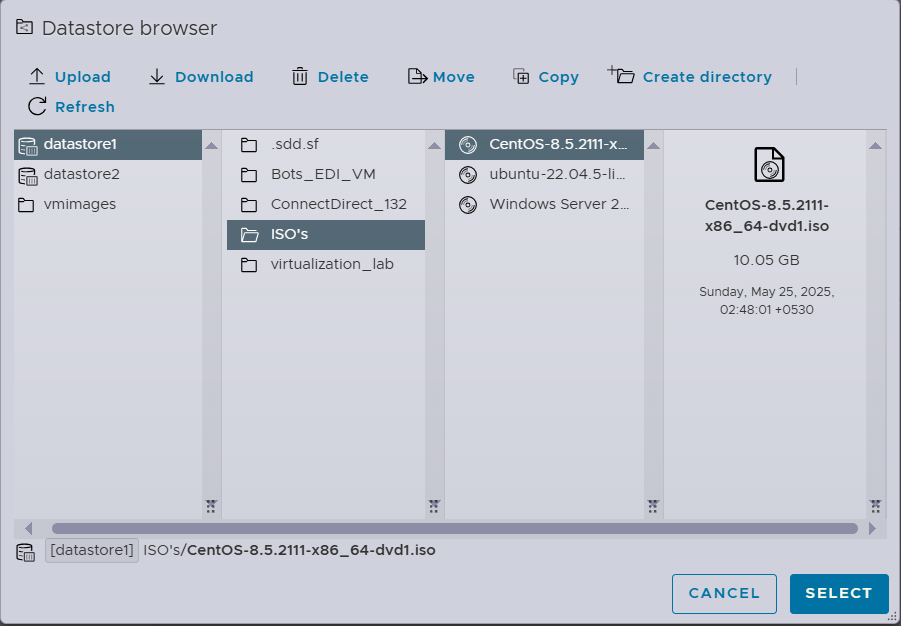 Datastore browser
Upload Download Delete Move Copy Create directory
Refresh
datastore1
datastore2
vmimages
.sdd.sf
Bots_EDI_VM
ConnectDirect_132
ISO's
virtualization_lab
CentOS-8.5.2111-x...
ubuntu-22.04.5-li...
Windows Server 2...
CentOS-8.5.2111-
x86_64-dvd1.iso
10.05 GB
Sunday, May 25, 2025,
02:48:01 +0530
[datastore1] ISO's/CentOS-8.5.2111-x86_64-dvd1.iso
CANCEL SELECT